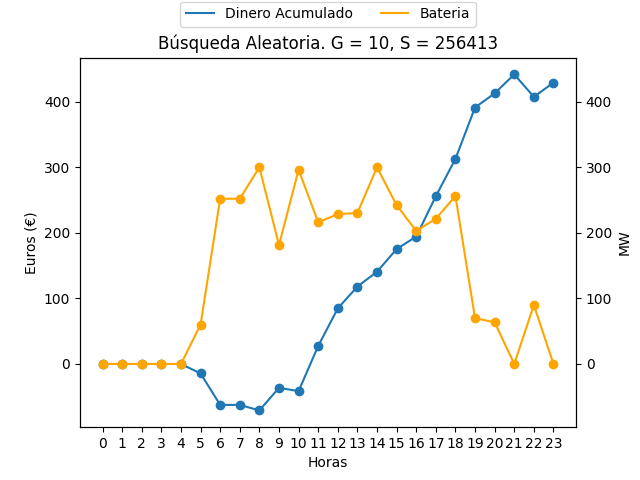 Dinero Acumulado Bateria
Búsqueda Aleatoria. G = 10, S = 256413
400 400
300 300
200 200
100 100
0 0
Euros (€)
MW
0 1 2 3 4 5 6 7 8 9 10 11 12 13 14 15 16 17 18 19 20 21 22 23
Horas